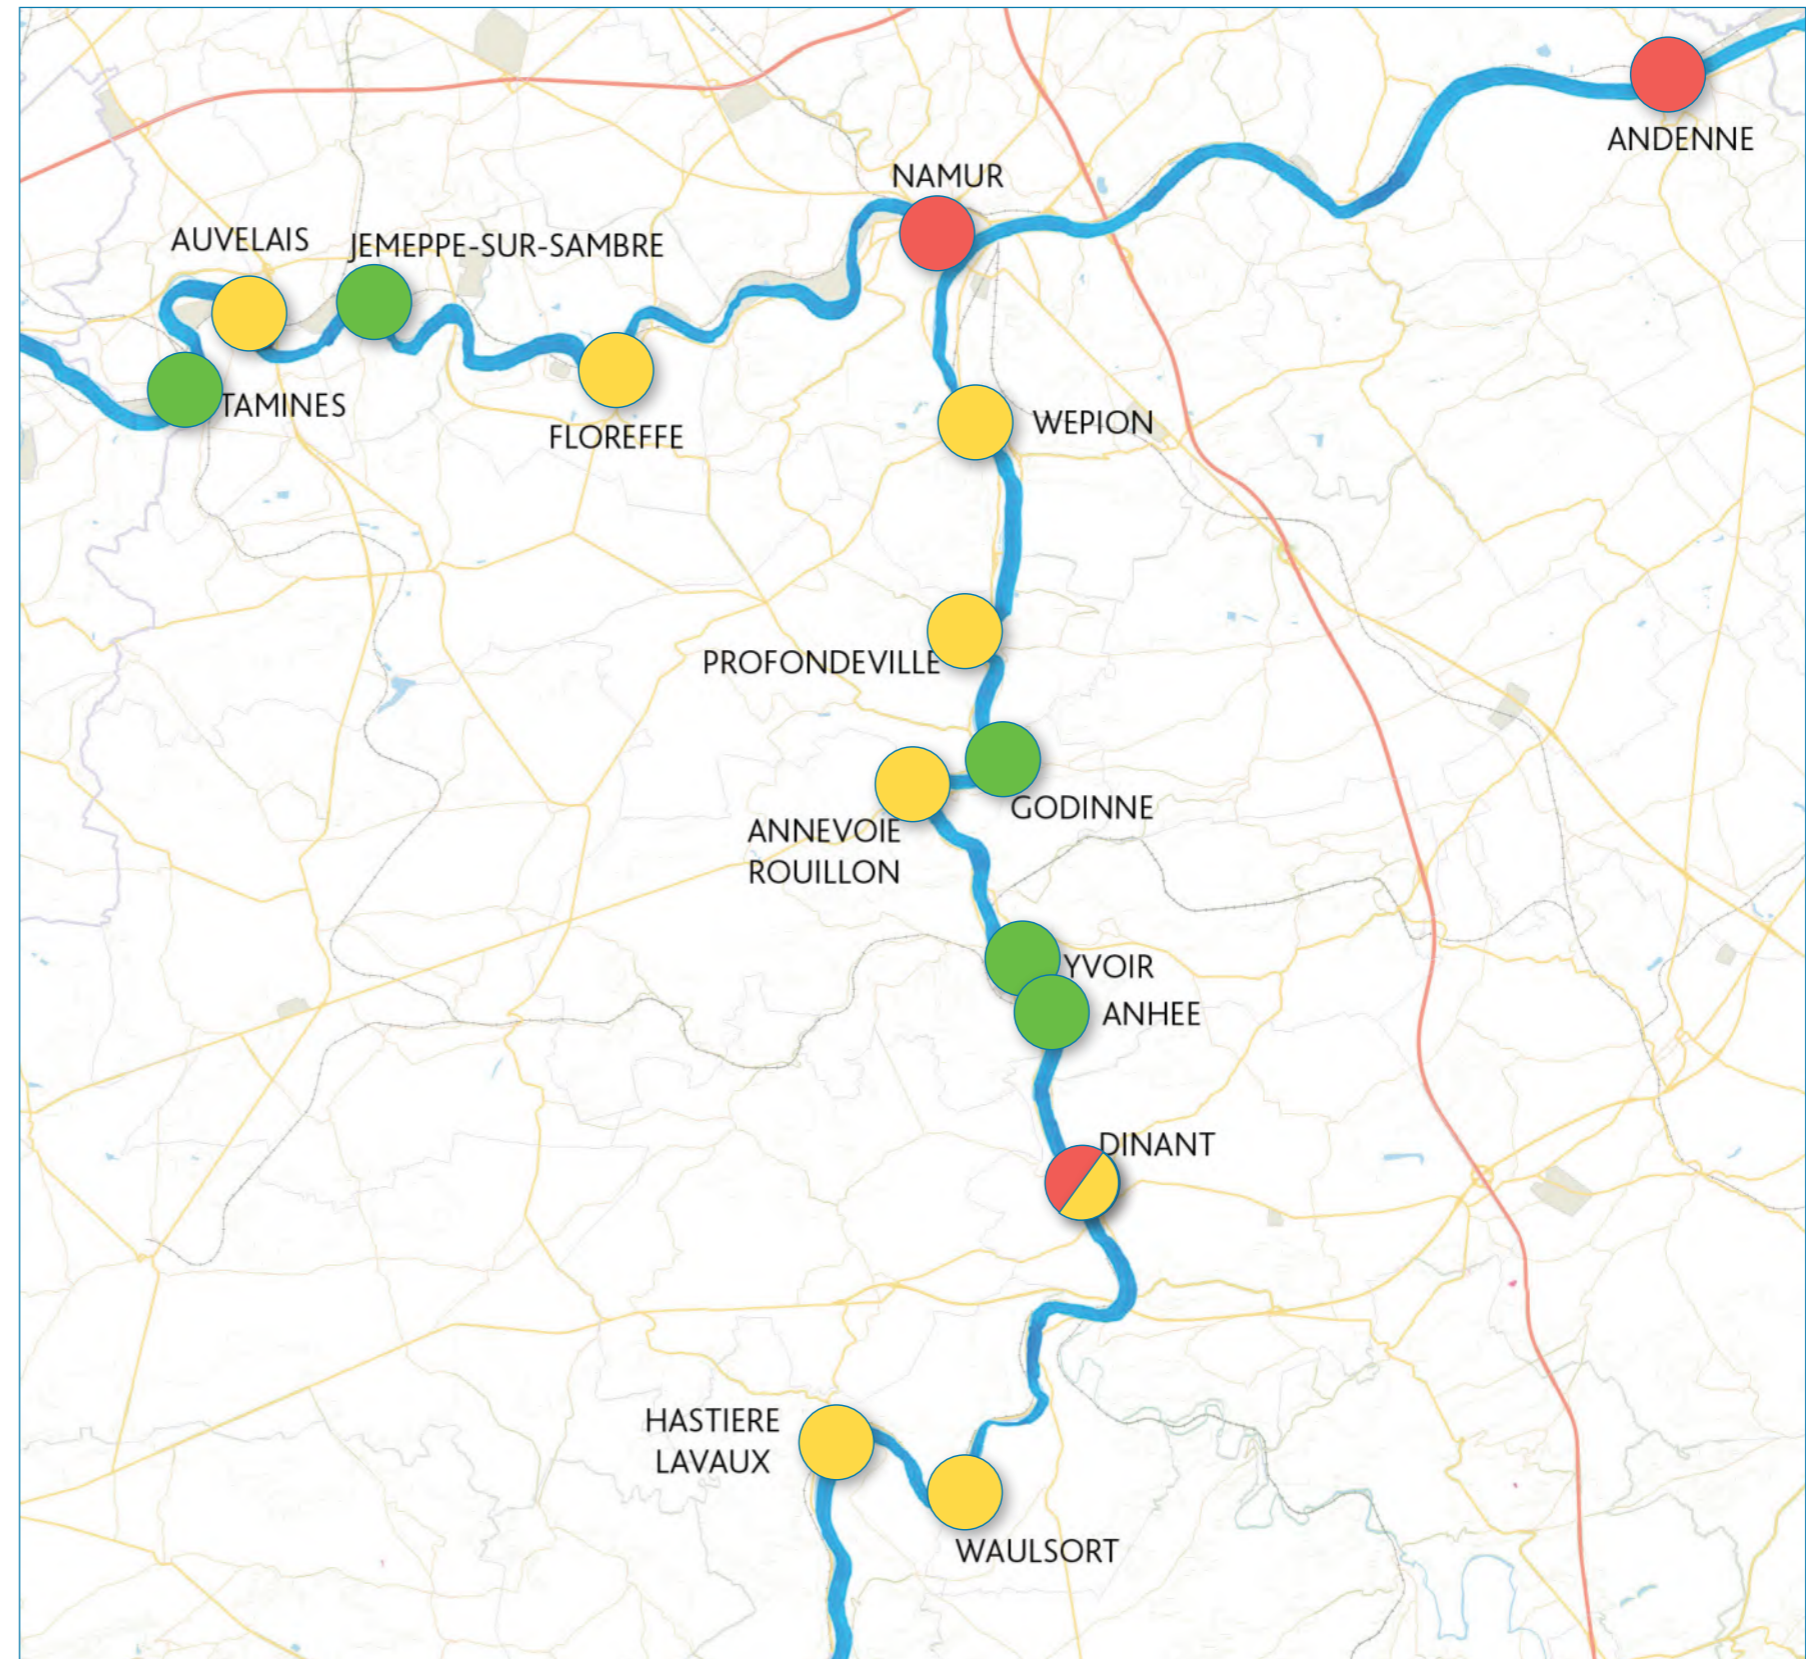 ANDENNE
NAMUR
AUVELAIS
JEMEPPE-SUR-SAMBRE
TAMINES
FLOREFFE
WEPION
PROFONDEVILLE
GODINNE
ANNEVOIE
ROUILLON
YVOIR
ANHEE
DINANT
HASTIERE
LAVAUX
WAULSORT